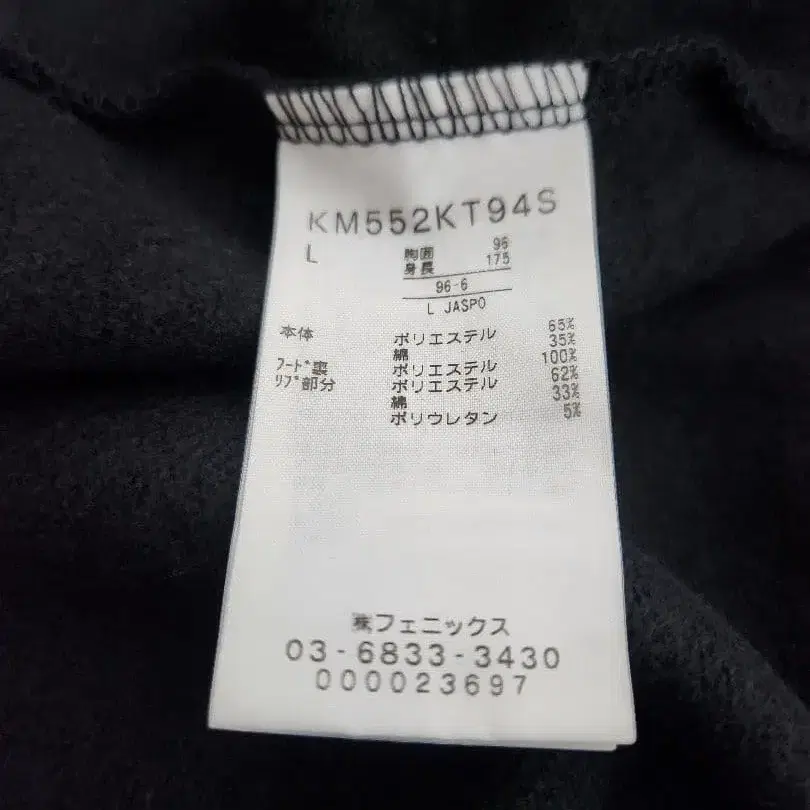 KM552KT94S
L 胸囲 96
身長 175
96-6
L JASPO
本体 ポリエステル 65%
綿 35%
フード裏 ポリエステル 100%
リブ部分 ポリエステル 62%
綿 33%
ポリウレタン 5%
㈱フェニックス
03-6833-3430
000023697